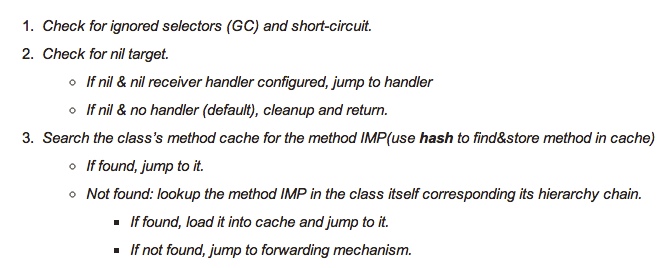 1. Check for ignored selectors (GC) and short-circuit.
2. Check for nil target.
○ If nil & nil receiver handler configured, jump to handler
○ If nil & no handler (default), cleanup and return.
3. Search the class's method cache for the method IMP(use hash to find&store method in cache)
○ If found, jump to it.
○ Not found: lookup the method IMP in the class itself corresponding its hierarchy chain.
■ If found, load it into cache and jump to it.
■ If not found, jump to forwarding mechanism.